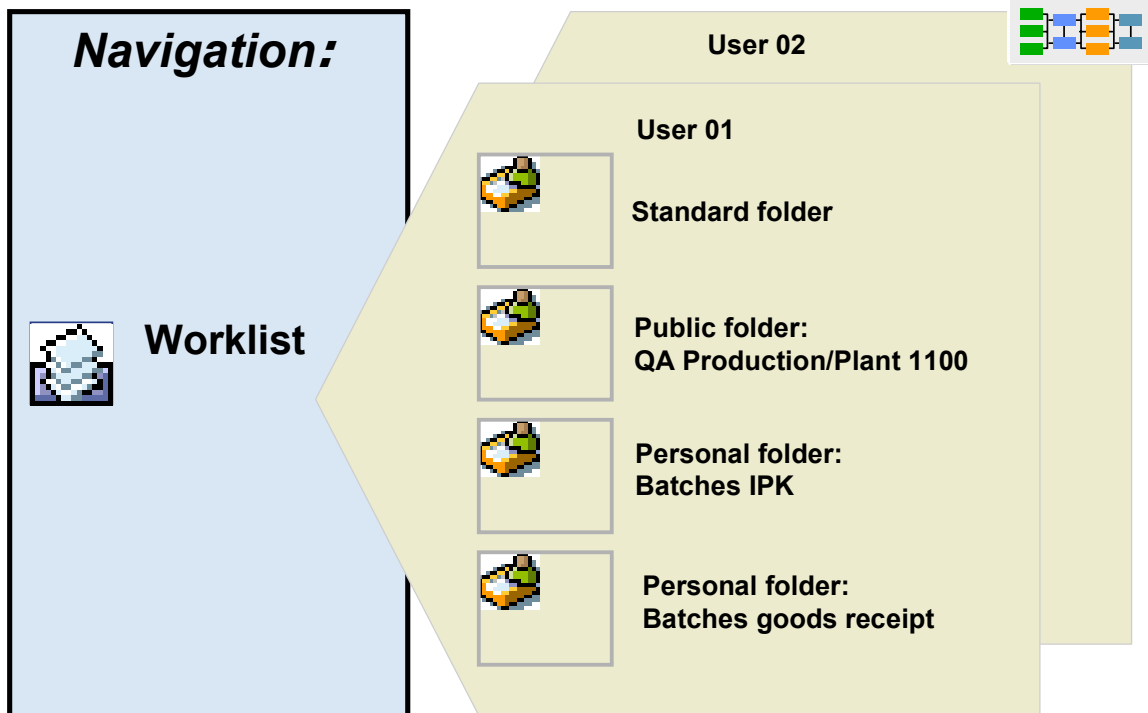 Navigation:
User 02
User 01
Standard folder
Worklist
Public folder:
QA Production/Plant 1100
Personal folder:
Batches IPK
Personal folder:
Batches goods receipt